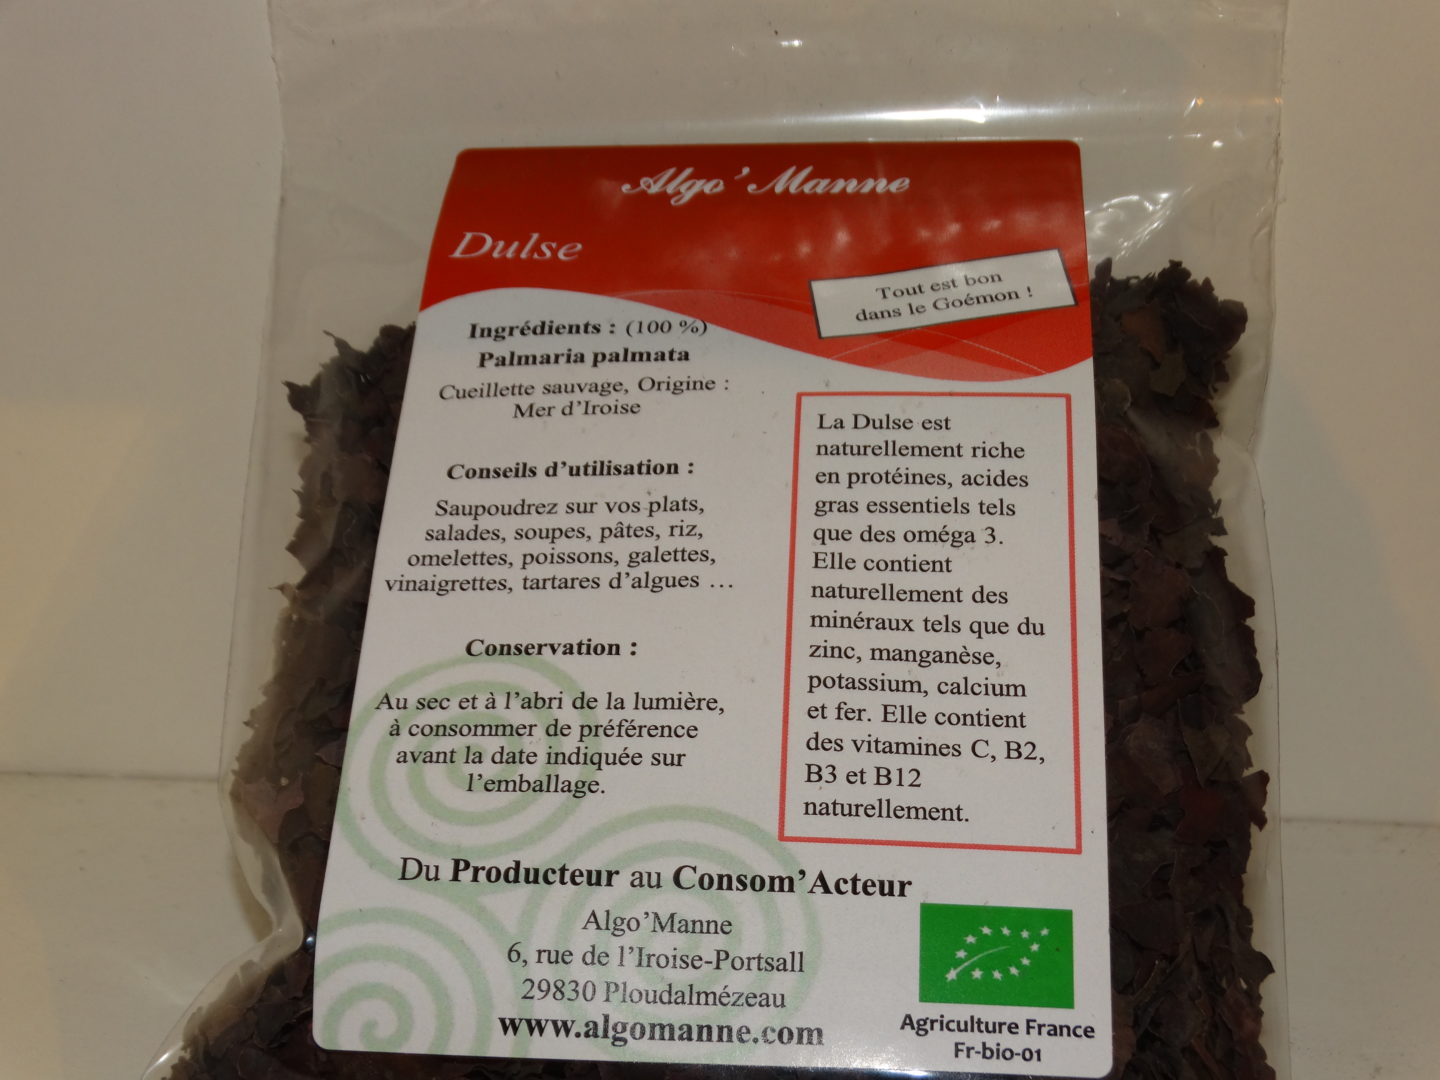 Algo’Manne
Dulse
Tout est bon
dans le Goémon !
Ingrédients : (100 %)
Palmaria palmata
Cueillette sauvage, Origine :
Mer d’Iroise
Conseils d’utilisation :
Saupoudrez sur vos plats,
salades, soupes, pâtes, riz,
omelettes, poissons, galettes,
vinaigrettes, tartares d’algues ...
Conservation :
Au sec et à l’abri de la lumière,
à consommer de préférence
avant la date indiquée sur
l’emballage.
La Dulse est
naturellement riche
en protéines, acides
gras essentiels tels
que des oméga 3.
Elle contient
naturellement des
minéraux tels que du
zinc, manganèse,
potassium, calcium
et fer. Elle contient
des vitamines C, B2,
B3 et B12
naturellement.
Du Producteur au Consom’Acteur
Algo’Manne
6, rue de l’Iroise-Portsall
29830 Ploudalmézeau
www.algomanne.com
Agriculture France
Fr-bio-01